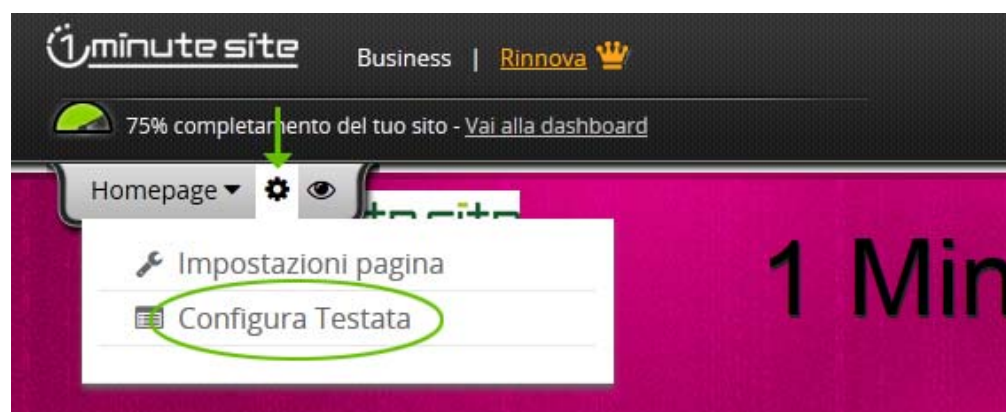 1minute site
Business | Rinnova
75% completamento del tuo sito - Vai alla dashboard
Homepage
Impostazioni pagina
Configura Testata
1 Min